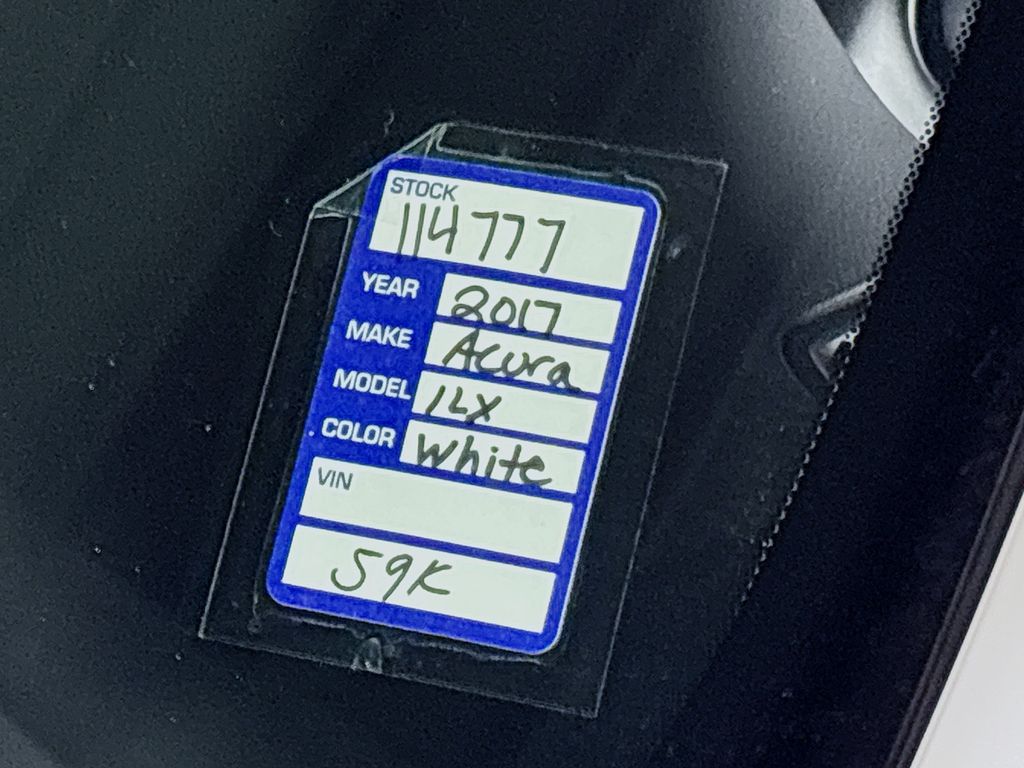 STOCK
114777
YEAR 2017
MAKE Acura
MODEL ILX
COLOR White
VIN
59K